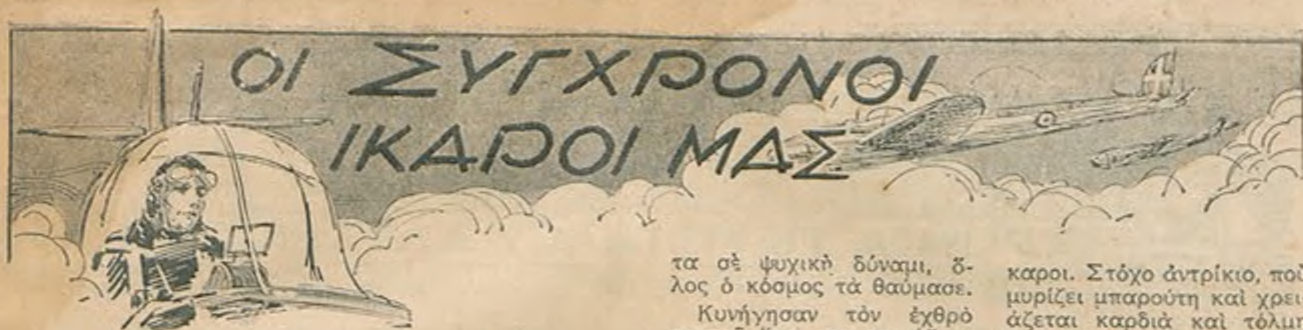 ΟΙ ΣΥΓΧΡΟΝΟΙ
ΙΚΑΡΟΙ ΜΑΣ
τα σὲ ψυχικὴ δύναμι, ὅ-
λος ὁ κόσμος τὰ θαύμασε.
Κυνήγησαν τὸν ἐχθρὸ
καροι. Στόχο ἀντρίκιο, ποὺ
μυρίζει μπαρούτη καὶ χρει-
άζεται καρδιὰ καὶ τόλμη